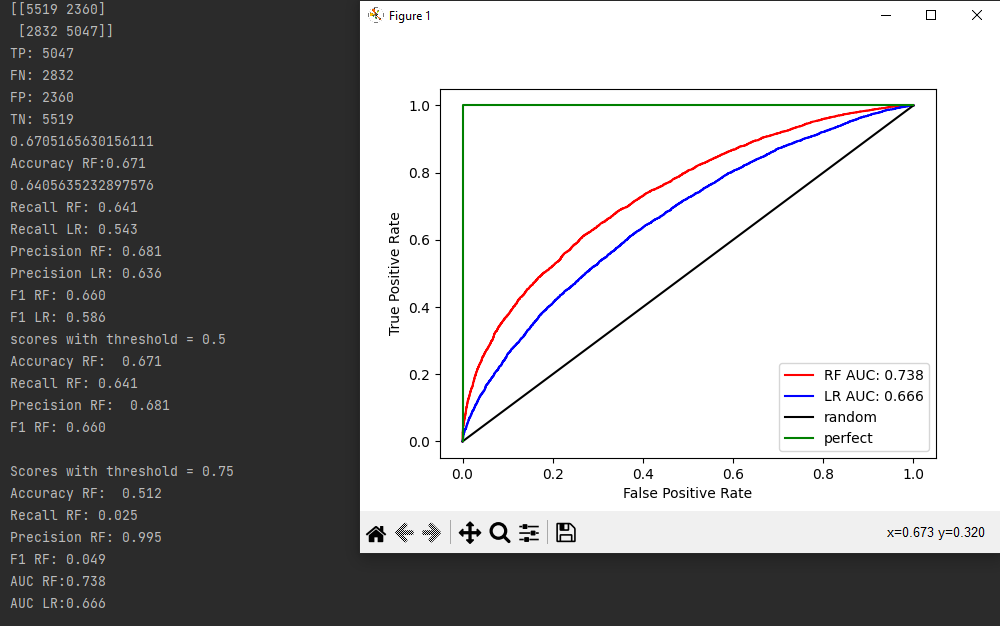 [[5519 2360]
[2832 5047]]
TP: 5047
FN: 2832
FP: 2360
TN: 5519
0.6705165630156111
Accuracy RF:0.671
0.6405635232897576
Recall RF: 0.641
Recall LR: 0.543
Precision RF: 0.681
Precision LR: 0.636
F1 RF: 0.660
F1 LR: 0.586
scores with threshold = 0.5
Accuracy RF:  0.671
Recall RF: 0.641
Precision RF:  0.681
F1 RF: 0.660
Scores with threshold = 0.75
Accuracy RF:  0.512
Recall RF: 0.025
Precision RF: 0.995
F1 RF: 0.049
AUC RF:0.738
AUC LR:0.666
Figure 1
True Positive Rate
1.0
0.8
0.6
0.4
0.2
0.0
RF AUC: 0.738
LR AUC: 0.666
random
perfect
0.0 0.2 0.4 0.6 0.8 1.0
False Positive Rate
x=0.673 y=0.320